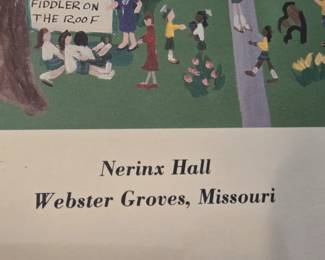 FIDDLER ON
THE ROOF
Nerinx Hall
Webster Groves, Missouri